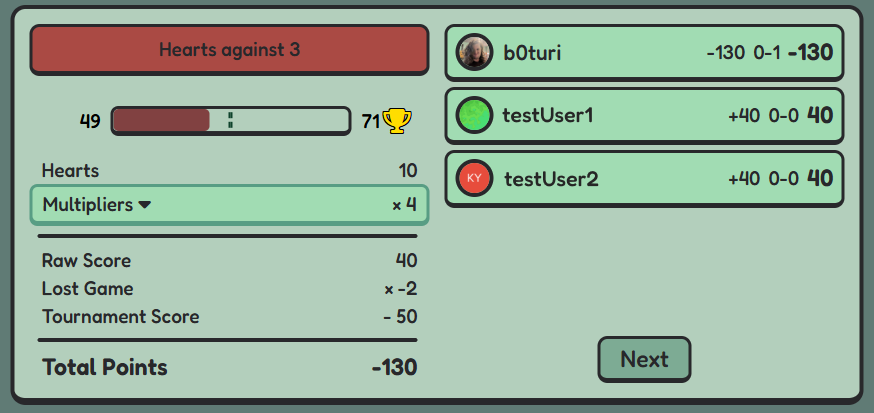 Hearts against 3
49 71
Hearts 10
Multipliers × 4
Raw Score 40
Lost Game × -2
Tournament Score - 50
Total Points -130
b0turi -130 0-1 -130
testUser1 +40 0-0 40
KY testUser2 +40 0-0 40
Next